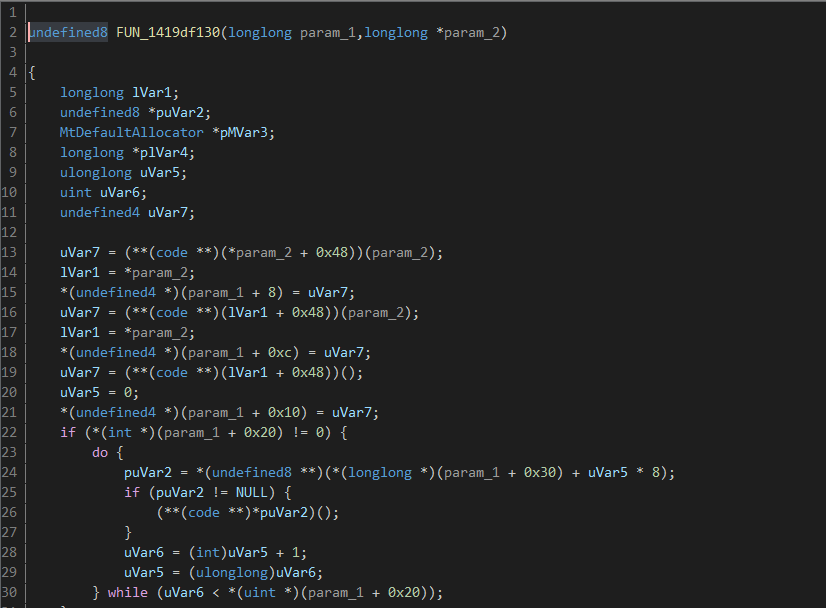 1
2 undefined8 FUN_1419df130(longlong param_1,longlong *param_2)
3
4 {
5     longlong lVar1;
6     undefined8 *puVar2;
7     MtDefaultAllocator *pMVar3;
8     longlong *plVar4;
9     ulonglong uVar5;
10     uint uVar6;
11     undefined4 uVar7;
12
13     uVar7 = (**(code **)(*param_2 + 0x48))(param_2);
14     lVar1 = *param_2;
15     *(undefined4 *)(param_1 + 8) = uVar7;
16     uVar7 = (**(code **)(lVar1 + 0x48))(param_2);
17     lVar1 = *param_2;
18     *(undefined4 *)(param_1 + 0xc) = uVar7;
19     uVar7 = (**(code **)(lVar1 + 0x48))();
20     uVar5 = 0;
21     *(undefined4 *)(param_1 + 0x10) = uVar7;
22     if (*(int *)(param_1 + 0x20) != 0) {
23         do {
24             puVar2 = *(undefined8 **)(*(longlong *)(param_1 + 0x30) + uVar5 * 8);
25             if (puVar2 != NULL) {
26                 (**(code **)*puVar2)();
27             }
28             uVar6 = (int)uVar5 + 1;
29             uVar5 = (ulonglong)uVar6;
30         } while (uVar6 < *(uint *)(param_1 + 0x20));